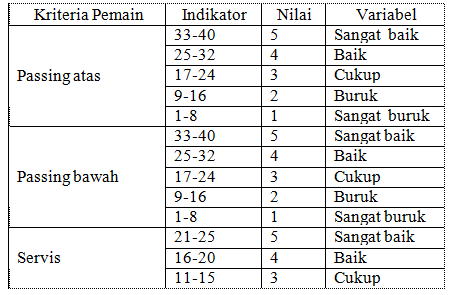 Kriteria Pemain Indikator Nilai Variabel
Passing atas 33-40 5 Sangat baik
25-32 4 Baik
17-24 3 Cukup
9-16 2 Buruk
1-8 1 Sangat buruk
Passing bawah 33-40 5 Sangat baik
25-32 4 Baik
17-24 3 Cukup
9-16 2 Buruk
1-8 1 Sangat buruk
Servis 21-25 5 Sangat baik
16-20 4 Baik
11-15 3 Cukup